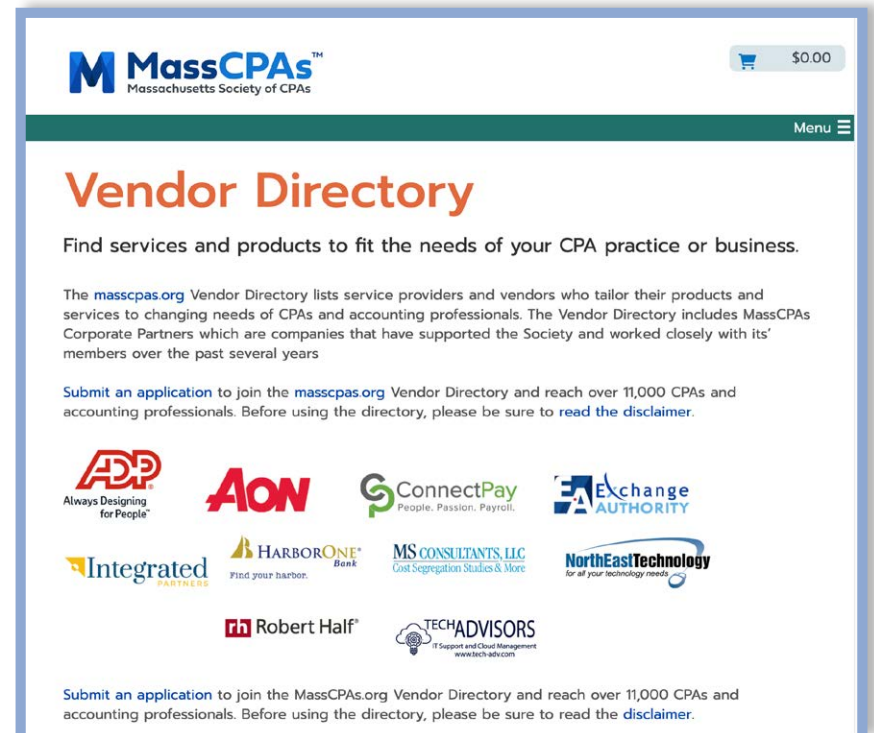 MassCPAs™
Massachusetts Society of CPAs
$0.00
Menu
Vendor Directory
Find services and products to fit the needs of your CPA practice or business.
The masscpas.org Vendor Directory lists service providers and vendors who tailor their products and
services to changing needs of CPAs and accounting professionals. The Vendor Directory includes MassCPAs
Corporate Partners which are companies that have supported the Society and worked closely with its'
members over the past several years
Submit an application to join the masscpas.org Vendor Directory and reach over 11,000 CPAs and
accounting professionals. Before using the directory, please be sure to read the disclaimer.
ADP
Always Designing
for People™
AON
ConnectPay
People. Passion. Payroll.
EA Exchange
AUTHORITY
Integrated
PARTNERS
HARBORONE®
Bank
Find your harbor.
MS CONSULTANTS, LLC
Cost Segregation Studies & More
NorthEastTechnology
for all your technology needs
rh Robert Half®
TECHADVISORS
IT Support and Cloud Management
www.tech-adv.com
Submit an application to join the MassCPAs.org Vendor Directory and reach over 11,000 CPAs and
accounting professionals. Before using the directory, please be sure to read the disclaimer.